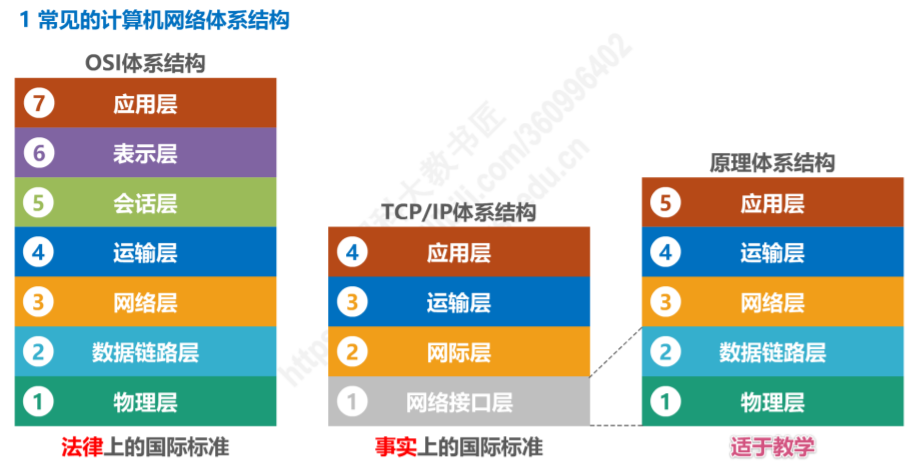 1 常见的计算机网络体系结构
OSI体系结构
7 应用层
6 表示层
5 会话层
4 运输层
3 网络层
2 数据链路层
1 物理层
法律上的国际标准
TCP/IP体系结构
4 应用层
3 运输层
2 网际层
1 网络接口层
事实上的国际标准
原理体系结构
5 应用层
4 运输层
3 网络层
2 数据链路层
1 物理层
适于教学
大教书匠
.com/360996402
edu.cn
http